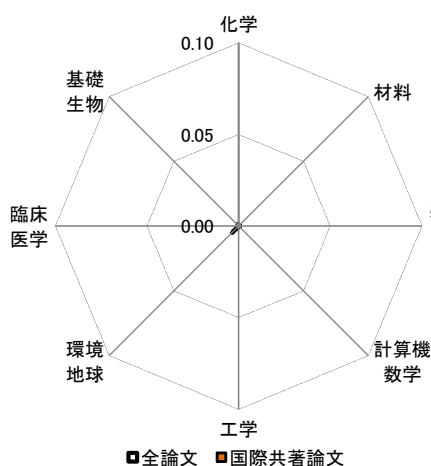 化学
0.10
基礎
生物
材料
0.05
臨床
医学
0.00
環境
地球
計算機
数学
工学
全論文 国際共著論文